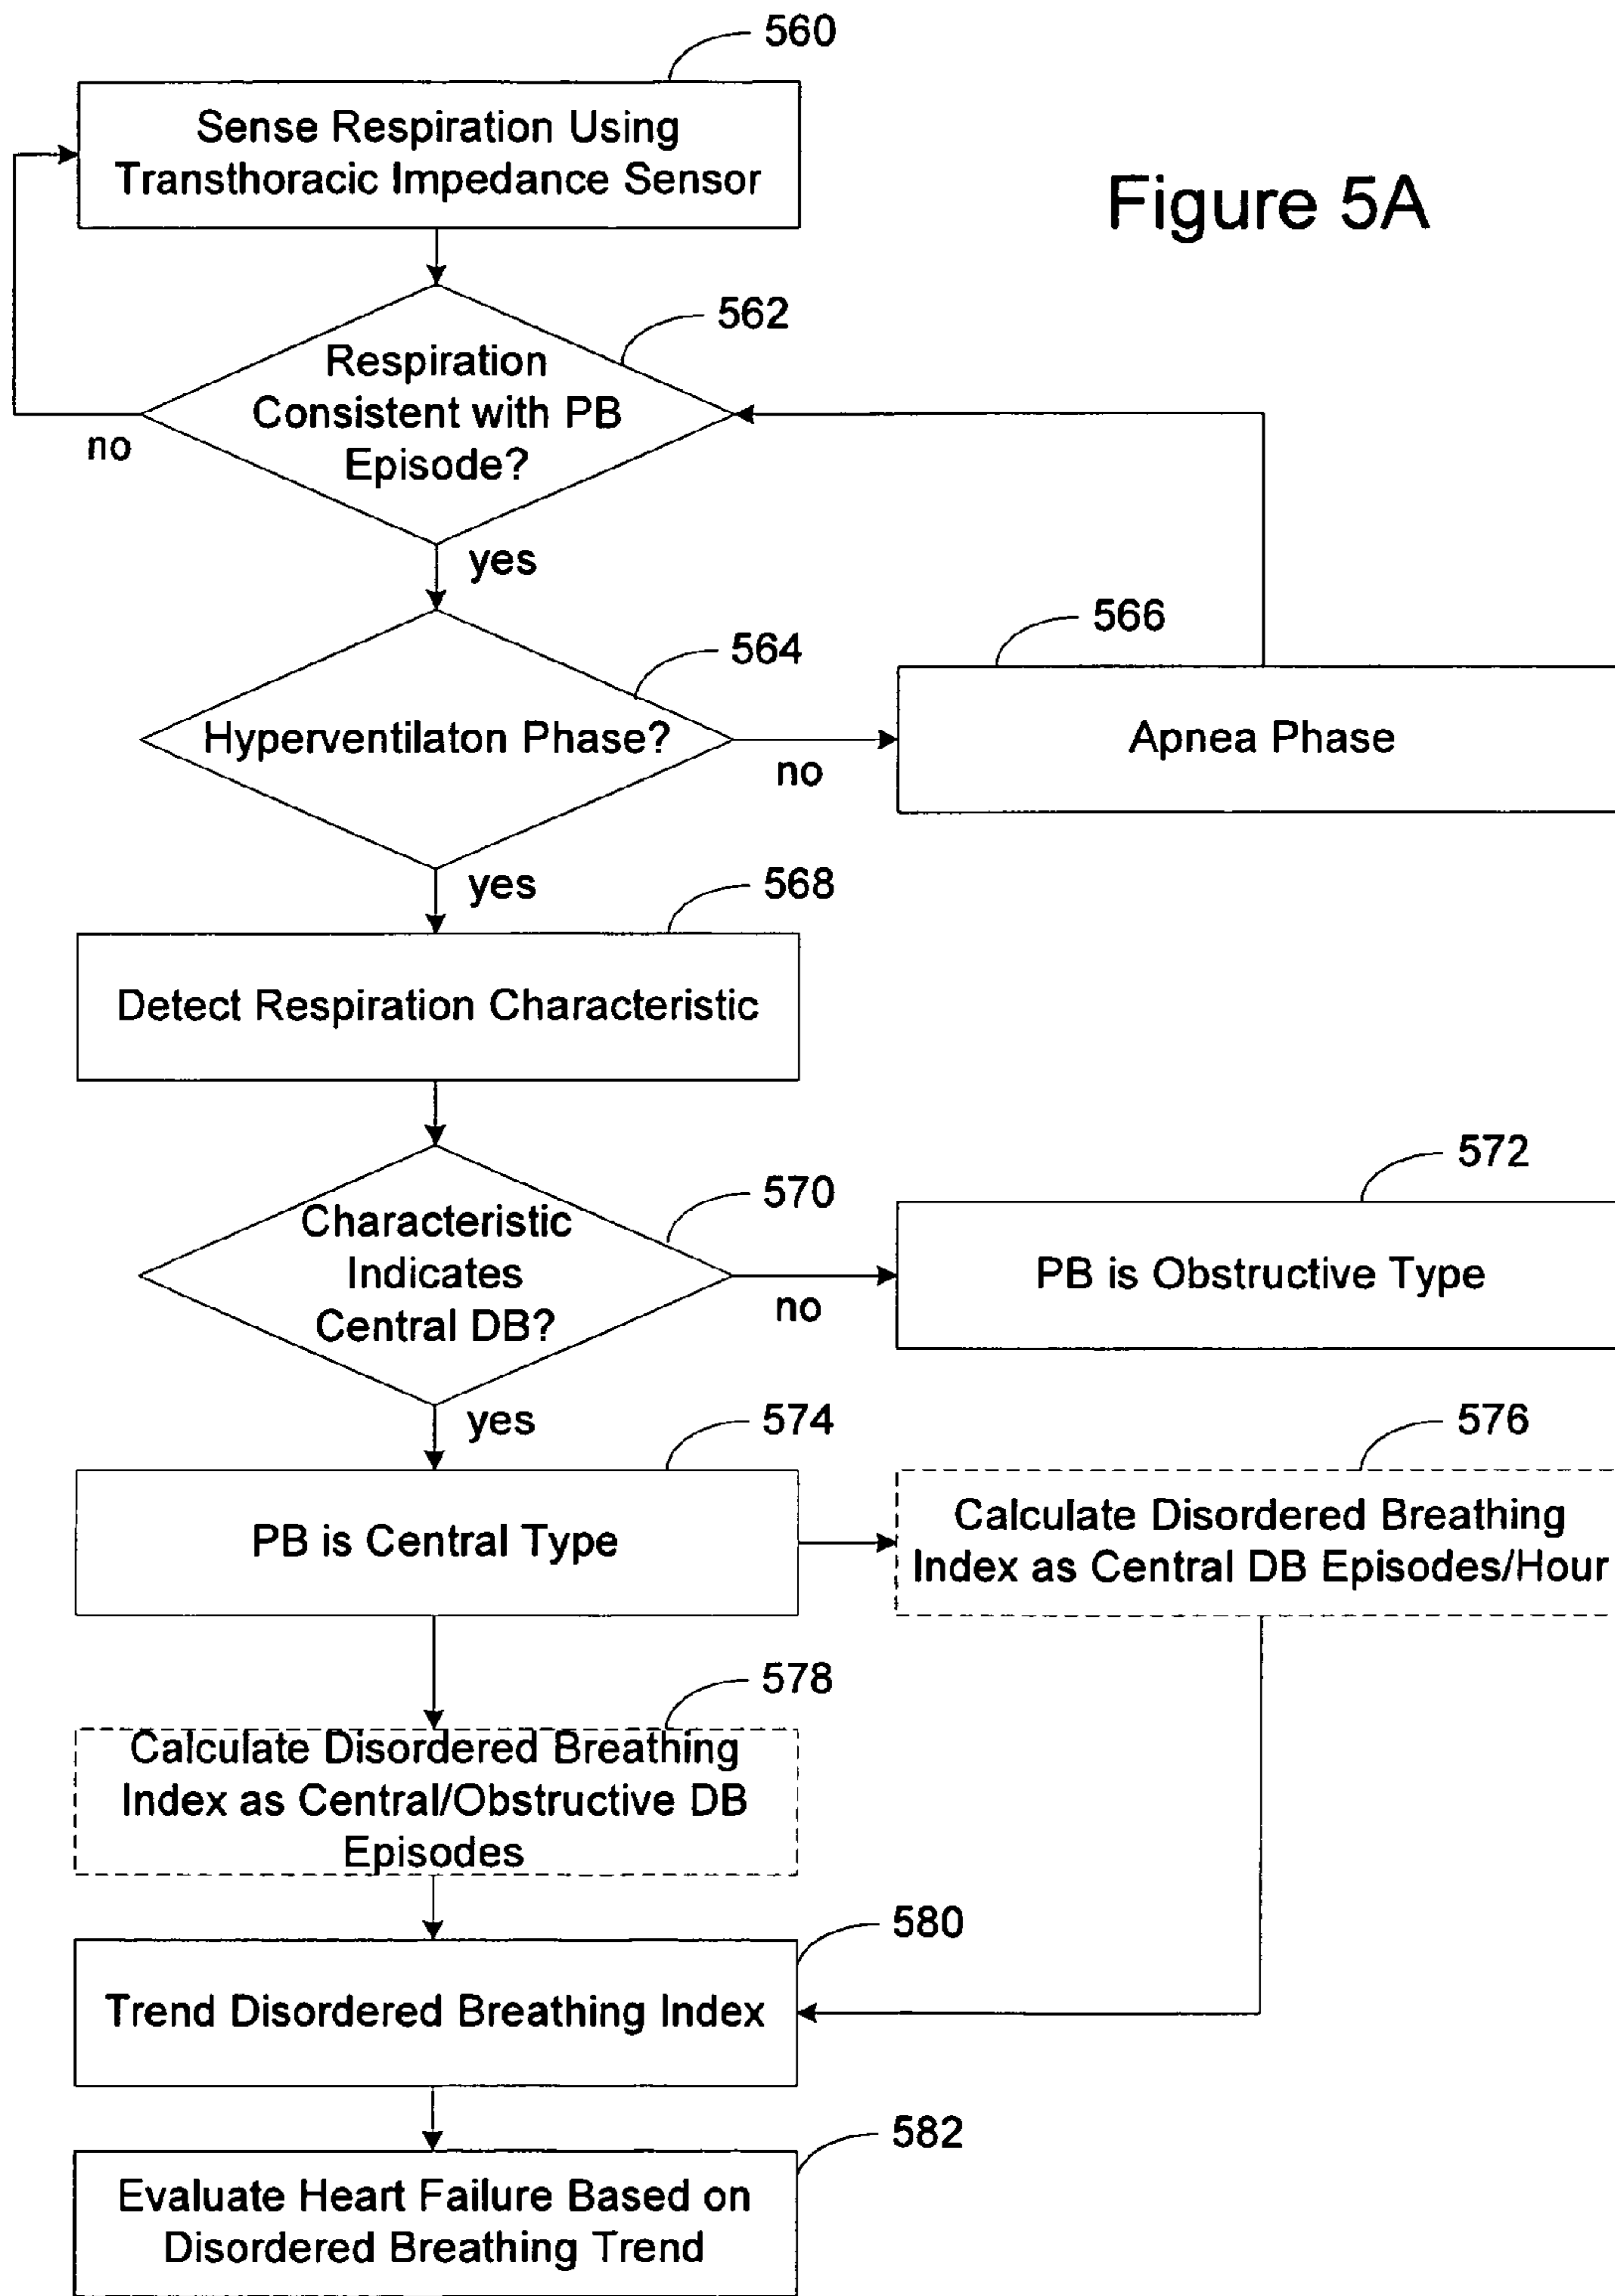 560
Sense Respiration Using
Transthoracic Impedance Sensor
Figure 5A
562
Respiration
Consistent with PB
Episode?
no
yes
564
566
Hyperventilaton Phase?
no
Apnea Phase
yes
568
Detect Respiration Characteristic
570
572
Characteristic
Indicates
Central DB?
no
PB is Obstructive Type
yes
574
576
PB is Central Type
Calculate Disordered Breathing
Index as Central DB Episodes/Hour
578
Calculate Disordered Breathing
Index as Central/Obstructive DB
Episodes
580
Trend Disordered Breathing Index
582
Evaluate Heart Failure Based on
Disordered Breathing Trend